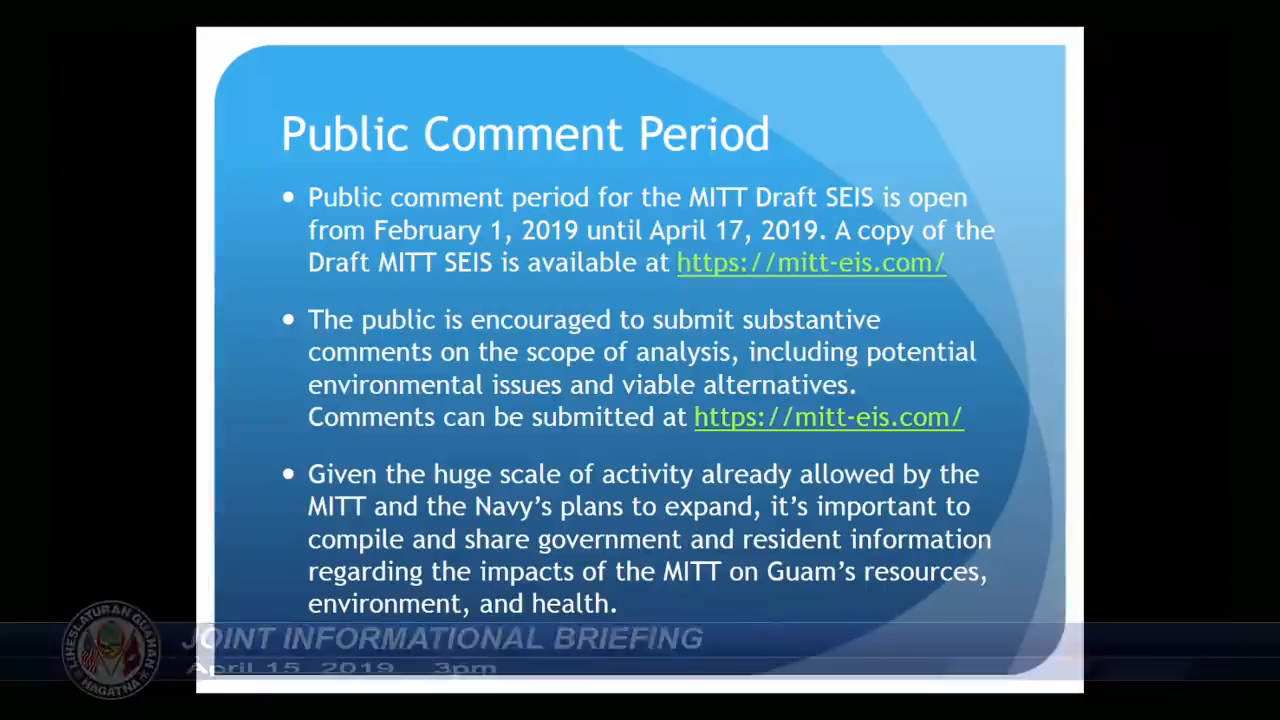 Public Comment Period
• Public comment period for the MITT Draft SEIS is open
from February 1, 2019 until April 17, 2019. A copy of the
Draft MITT SEIS is available at https://mitt-eis.com/
• The public is encouraged to submit substantive
comments on the scope of analysis, including potential
environmental issues and viable alternatives.
Comments can be submitted at https://mitt-eis.com/
• Given the huge scale of activity already allowed by the
MITT and the Navy’s plans to expand, it’s important to
compile and share government and resident information
regarding the impacts of the MITT on Guam’s resources,
environment, and health.
LIHESLATURAN GUAHAN
HAGATNA
JOINT INFORMATIONAL BRIEFING
April 15, 2019 3pm